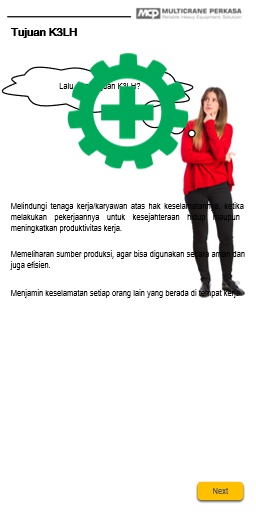 MCP MULTICRANE PERKASA
Reliable Heavy Equipment Solution
Tujuan K3LH
Lalu K3LH?
Melindungi tenaga kerja/karyawan atas hak keselamatannya, ketika
melakukan pekerjaannya untuk kesejahteraan hidup maupun
meningkatkan produktivitas kerja.
Memeliharan sumber produksi, agar bisa digunakan secara aman dan
juga efisien.
Menjamin keselamatan setiap orang lain yang berada di tempat kerja
Next